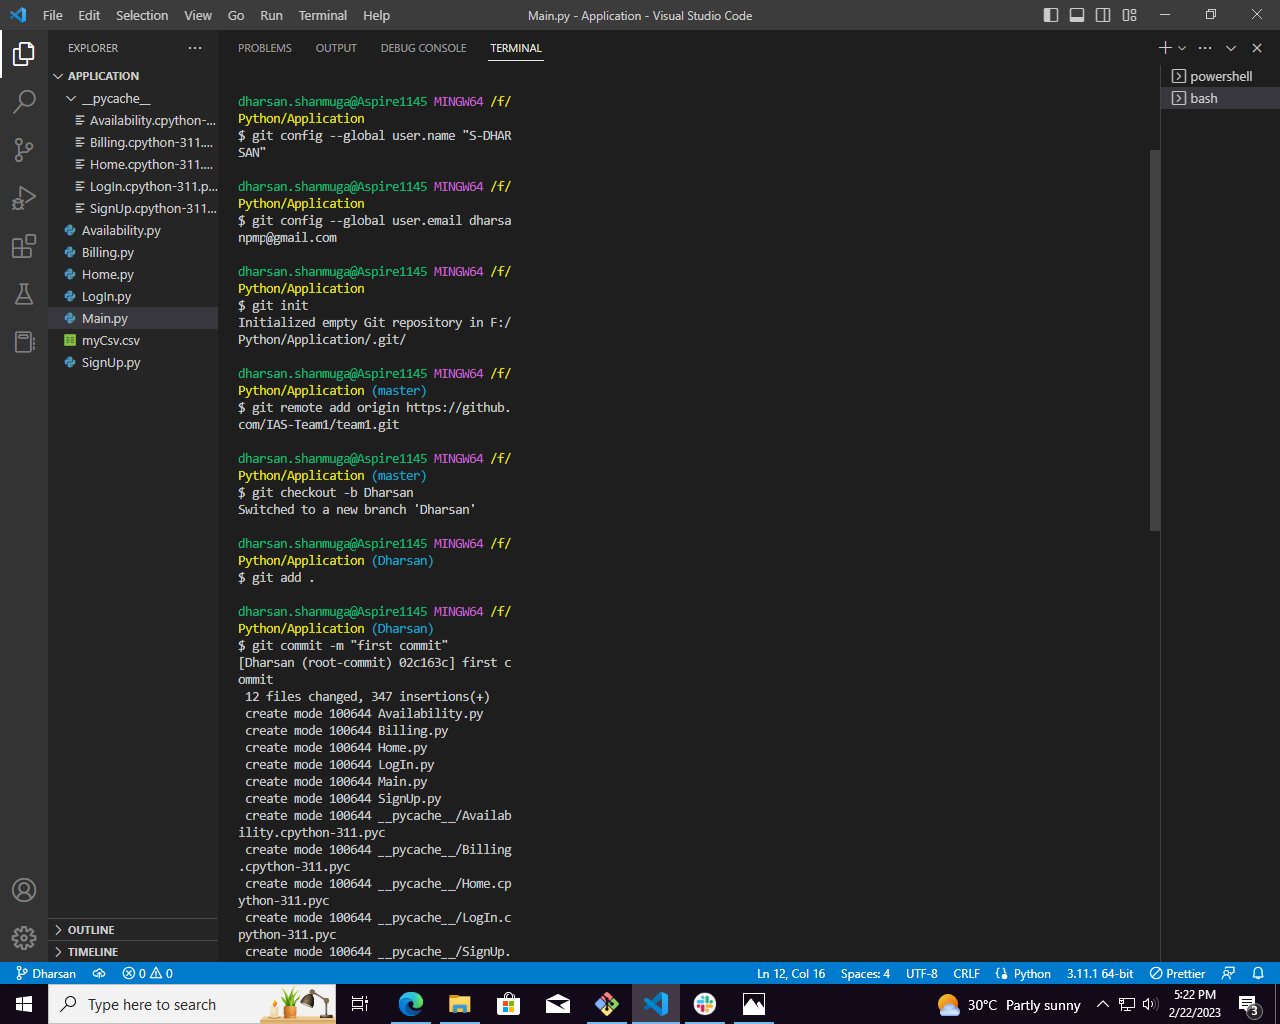 File Edit Selection View Go Run Terminal Help Main.py - Application - Visual Studio Code
EXPLORER
PROBLEMS OUTPUT DEBUG CONSOLE TERMINAL
APPLICATION
__pycache__
Availability.cpython-...
Billing.cpython-311....
Home.cpython-311....
LogIn.cpython-311.p...
SignUp.cpython-311...
Availability.py
Billing.py
Home.py
LogIn.py
Main.py
myCsv.csv
SignUp.py
OUTLINE
TIMELINE
dharsan.shanmuga@Aspire1145 MINGW64 /f/
Python/Application
$ git config --global user.name "S-DHAR
SAN"
dharsan.shanmuga@Aspire1145 MINGW64 /f/
Python/Application
$ git config --global user.email dharsa
npmp@gmail.com
dharsan.shanmuga@Aspire1145 MINGW64 /f/
Python/Application
$ git init
Initialized empty Git repository in F:/
Python/Application/.git/
dharsan.shanmuga@Aspire1145 MINGW64 /f/
Python/Application (master)
$ git remote add origin https://github.
com/IAS-Team1/team1.git
dharsan.shanmuga@Aspire1145 MINGW64 /f/
Python/Application (master)
$ git checkout -b Dharsan
Switched to a new branch 'Dharsan'
dharsan.shanmuga@Aspire1145 MINGW64 /f/
Python/Application (Dharsan)
$ git add .
dharsan.shanmuga@Aspire1145 MINGW64 /f/
Python/Application (Dharsan)
$ git commit -m "first commit"
[Dharsan (root-commit) 02c163c] first c
ommit
12 files changed, 347 insertions(+)
create mode 100644 Availability.py
create mode 100644 Billing.py
create mode 100644 Home.py
create mode 100644 LogIn.py
create mode 100644 Main.py
create mode 100644 SignUp.py
create mode 100644 __pycache__/Availab
ility.cpython-311.pyc
create mode 100644 __pycache__/Billing
.cpython-311.pyc
create mode 100644 __pycache__/Home.cp
ython-311.pyc
create mode 100644 __pycache__/LogIn.c
python-311.pyc
create mode 100644 __pycache__/SignUp.
powershell
bash
Dharsan 0 0 Ln 12, Col 16 Spaces: 4 UTF-8 CRLF Python 3.11.1 64-bit Prettier
Type here to search 30°C Partly sunny 5:22 PM
2/22/2023
3